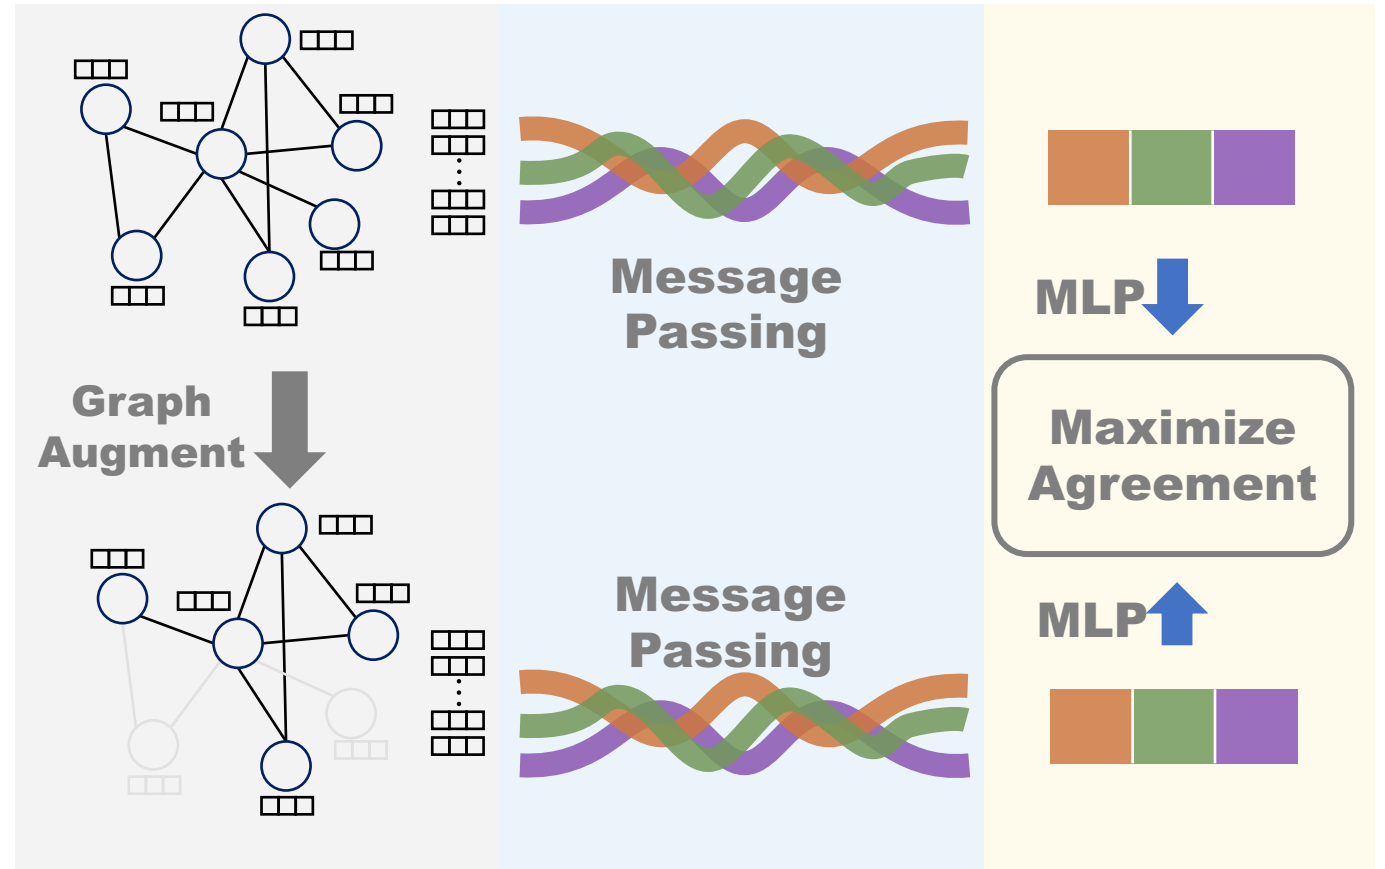 Graph
Augment
Message
Passing
Message
Passing
MLP
Maximize
Agreement
MLP